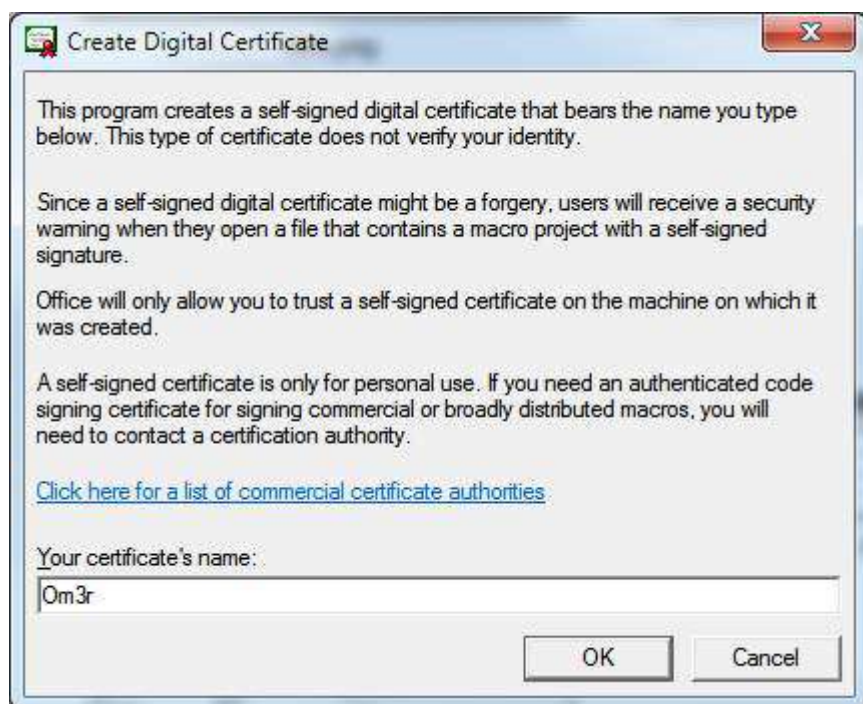 Create Digital Certificate
This program creates a self-signed digital certificate that bears the name you type
below. This type of certificate does not verify your identity.
Since a self-signed digital certificate might be a forgery, users will receive a security
warning when they open a file that contains a macro project with a self-signed
signature.
Office will only allow you to trust a self-signed certificate on the machine on which it
was created.
A self-signed certificate is only for personal use. If you need an authenticated code
signing certificate for signing commercial or broadly distributed macros, you will
need to contact a certification authority.
Click here for a list of commercial certificate authorities
Your certificate's name:
Om3r
OK Cancel